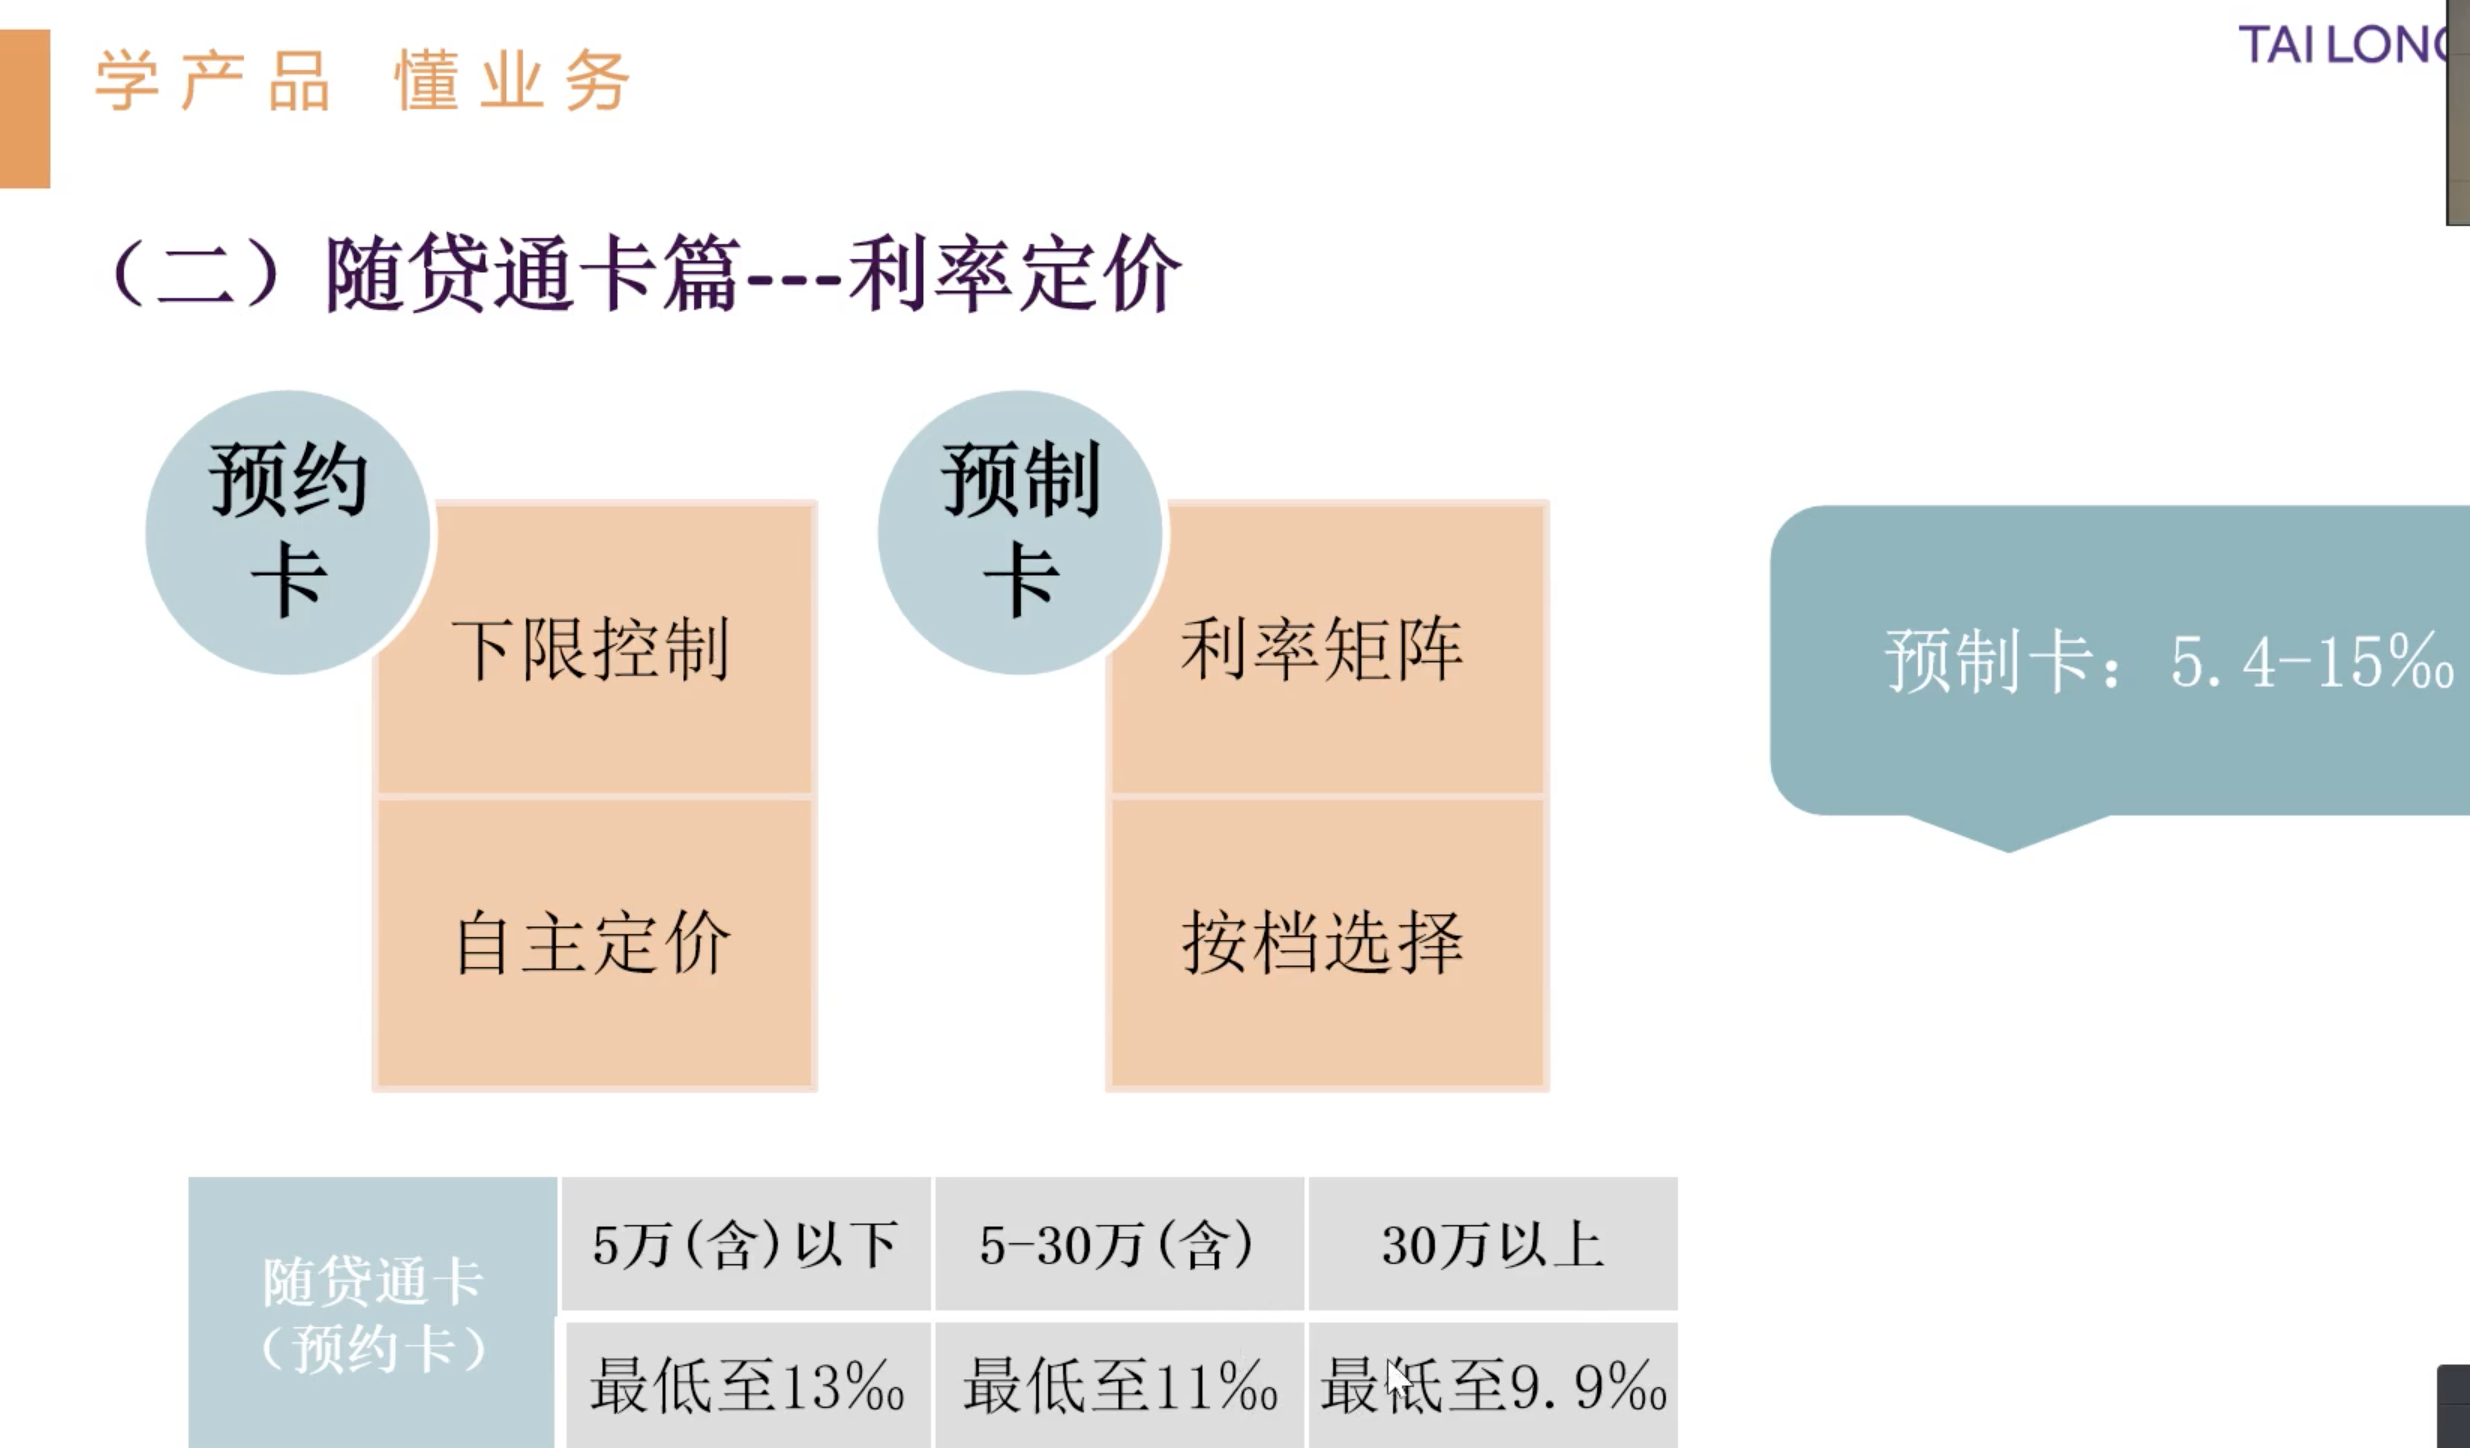 学产品 懂业务
TAILONG
（二）随贷通卡篇---利率定价
预约
卡
下限控制
自主定价
预制
卡
利率矩阵
按档选择
预制卡：5.4-15‰
随贷通卡
（预约卡）
5万(含)以下
5-30万(含)
30万以上
最低至13‰
最低至11‰
最低至9.9‰